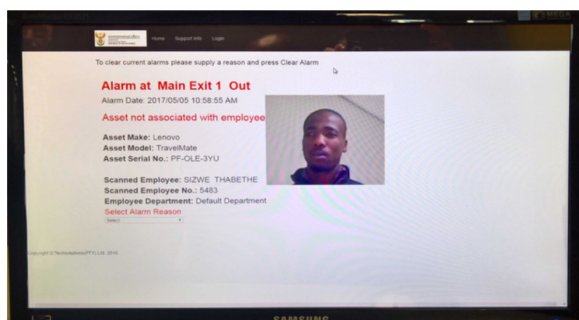 Home Support Info Login
To clear current alarms please supply a reason and press Clear Alarm
Alarm at Main Exit 1 Out
Alarm Date: 2017/05/05 10:58:55 AM
Asset not associated with employee
Asset Make: Lenovo
Asset Model: TravelMate
Asset Serial No.: PF-OLE-3YU
Scanned Employee: SIZWE THABETHE
Scanned Employee No.: 5483
Employee Department: Default Department
Select Alarm Reason
Select
SAMSUNG